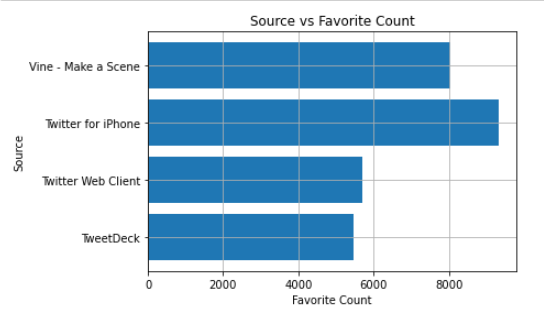 Source vs Favorite Count
Vine - Make a Scene
Twitter for iPhone
Twitter Web Client
TweetDeck
Source
0 2000 4000 6000 8000
Favorite Count